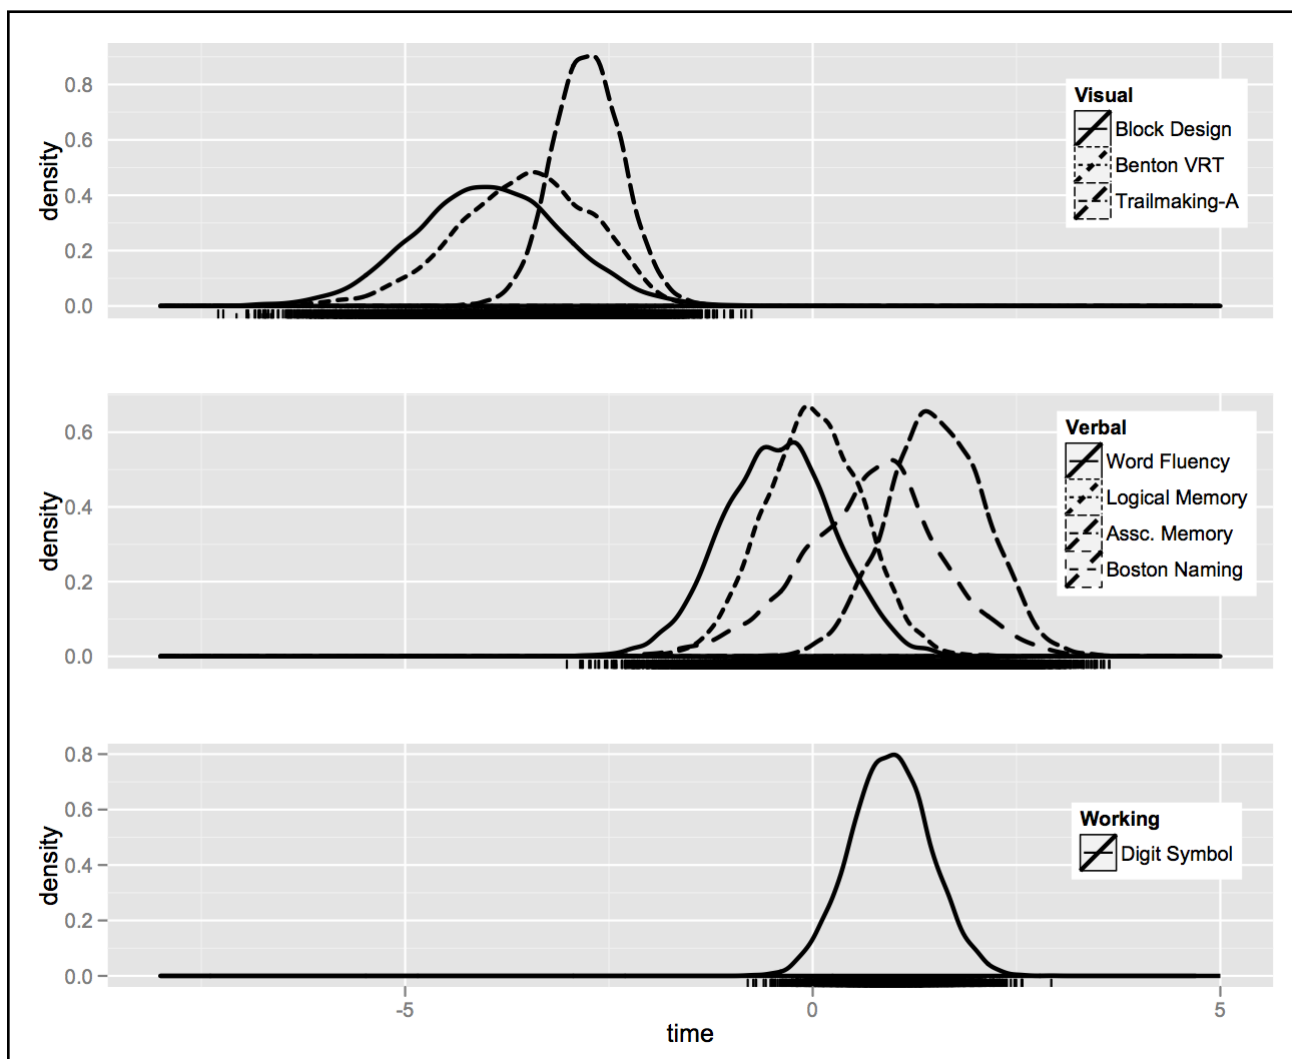 0.8
0.6
0.4
0.2
0.0
density
Visual
Block Design
Benton VRT
Trailmaking-A
0.6
0.4
0.2
0.0
density
Verbal
Word Fluency
Logical Memory
Assc. Memory
Boston Naming
0.8
0.6
0.4
0.2
0.0
density
Working
Digit Symbol
-5
0
5
time